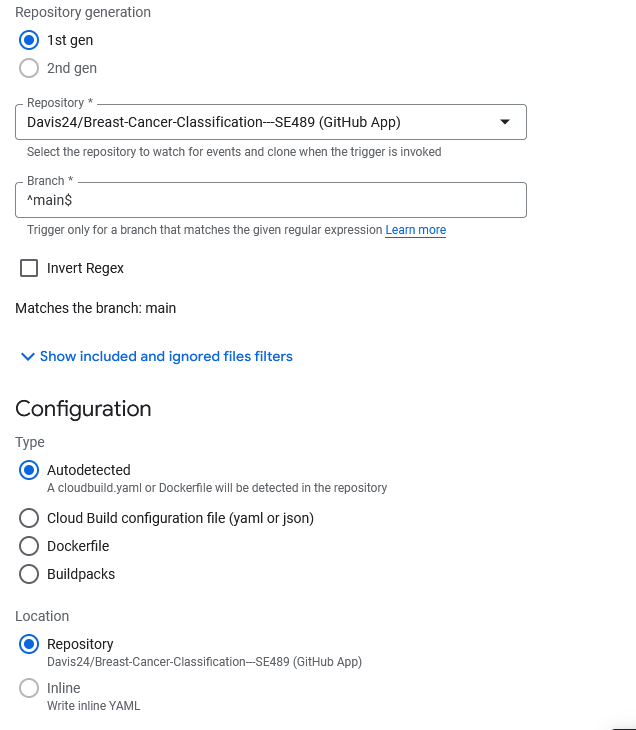 Repository generation
1st gen
2nd gen
Repository *
Davis24/Breast-Cancer-Classification---SE489 (GitHub App)
Select the repository to watch for events and clone when the trigger is invoked
Branch *
^main$
Trigger only for a branch that matches the given regular expression Learn more
Invert Regex
Matches the branch: main
Show included and ignored files filters
Configuration
Type
Autodetected
A cloudbuild.yaml or Dockerfile will be detected in the repository
Cloud Build configuration file (yaml or json)
Dockerfile
Buildpacks
Location
Repository
Davis24/Breast-Cancer-Classification---SE489 (GitHub App)
Inline
Write inline YAML